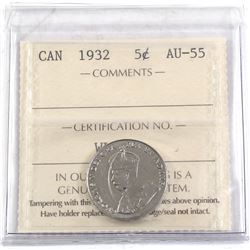 CAN 1932 5¢ AU-55
— COMMENTS —
— CERTIFICATION NO. —
IN OU G IS A
GENU TEM.
Tampering with this es above opinion.
Have holder replac ge/seal not intact.